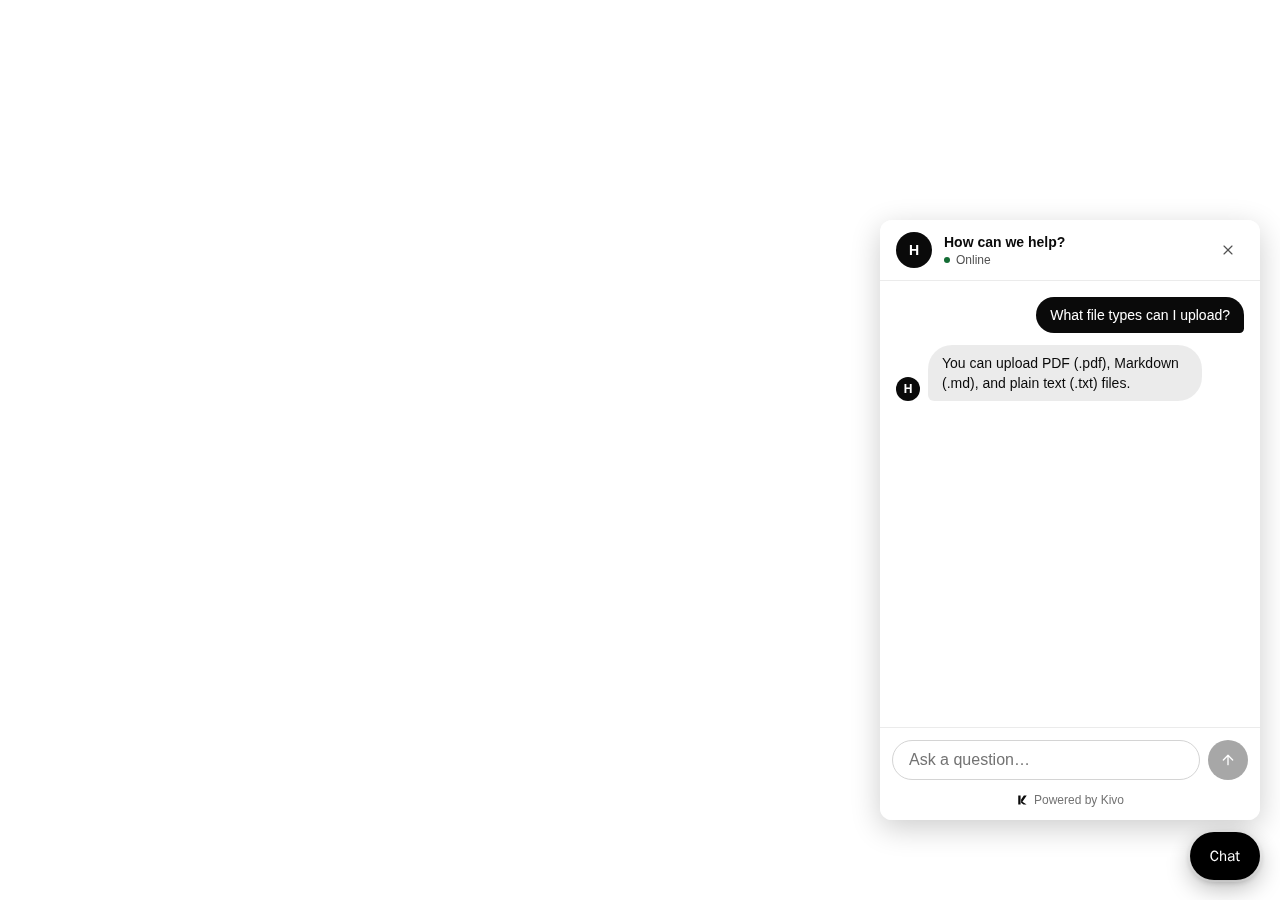 H
How can we help?
Online
What file types can I upload?
You can upload PDF (.pdf), Markdown
(.md), and plain text (.txt) files.
H
Ask a question…
Powered by Kivo
Chat